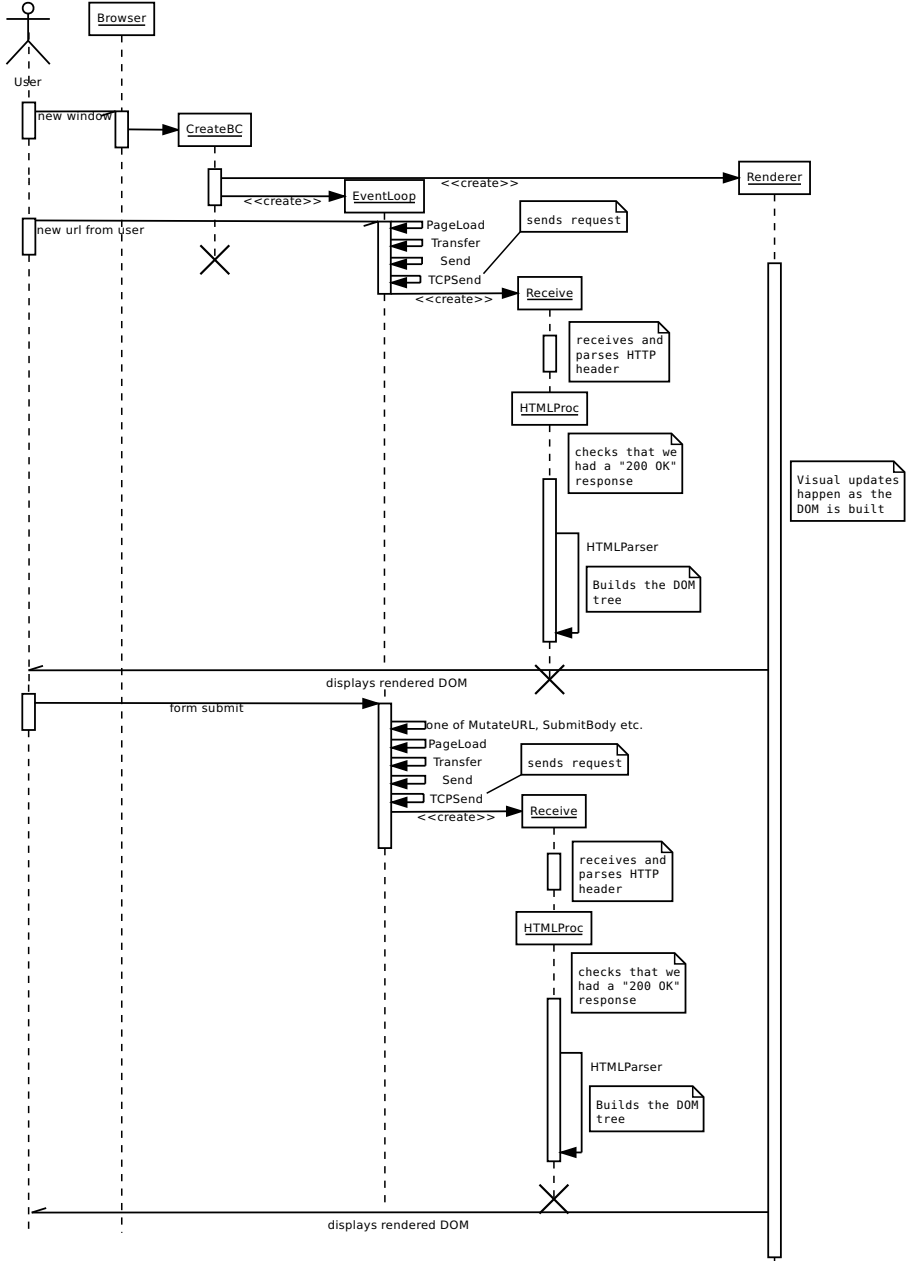 Browser
User
new window
CreateBC
<<create>>
Renderer
<<create>>
EventLoop
new url from user
PageLoad
sends request
Transfer
Send
TCPSend
<<create>>
Receive
receives and
parses HTTP
header
HTMLProc
checks that we
had a "200 OK"
response
Visual updates
happen as the
DOM is built
HTMLParser
Builds the DOM
tree
displays rendered DOM
form submit
one of MutateURL, SubmitBody etc.
PageLoad
Transfer
sends request
Send
TCPSend
<<create>>
Receive
receives and
parses HTTP
header
HTMLProc
checks that we
had a "200 OK"
response
HTMLParser
Builds the DOM
tree
displays rendered DOM